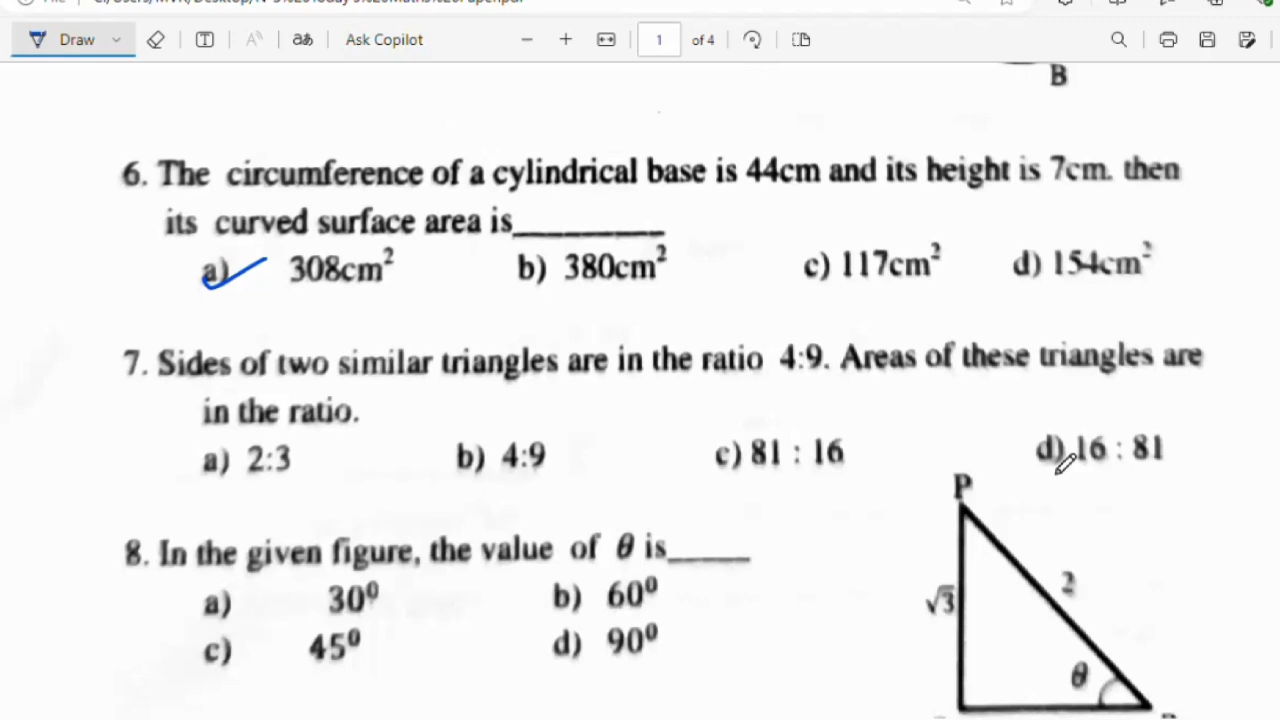 Draw
Ask Copilot
1 of 4
B
6. The circumference of a cylindrical base is 44cm and its height is 7cm. then
its curved surface area is________
a) 308cm² b) 380cm² c) 117cm² d) 154cm²
7. Sides of two similar triangles are in the ratio 4:9. Areas of these triangles are
in the ratio.
a) 2:3 b) 4:9 c) 81 : 16 d) 16 : 81
P
8. In the given figure, the value of θ is_____
a) 30⁰ b) 60⁰
c) 45⁰ d) 90⁰
√3
2
θ